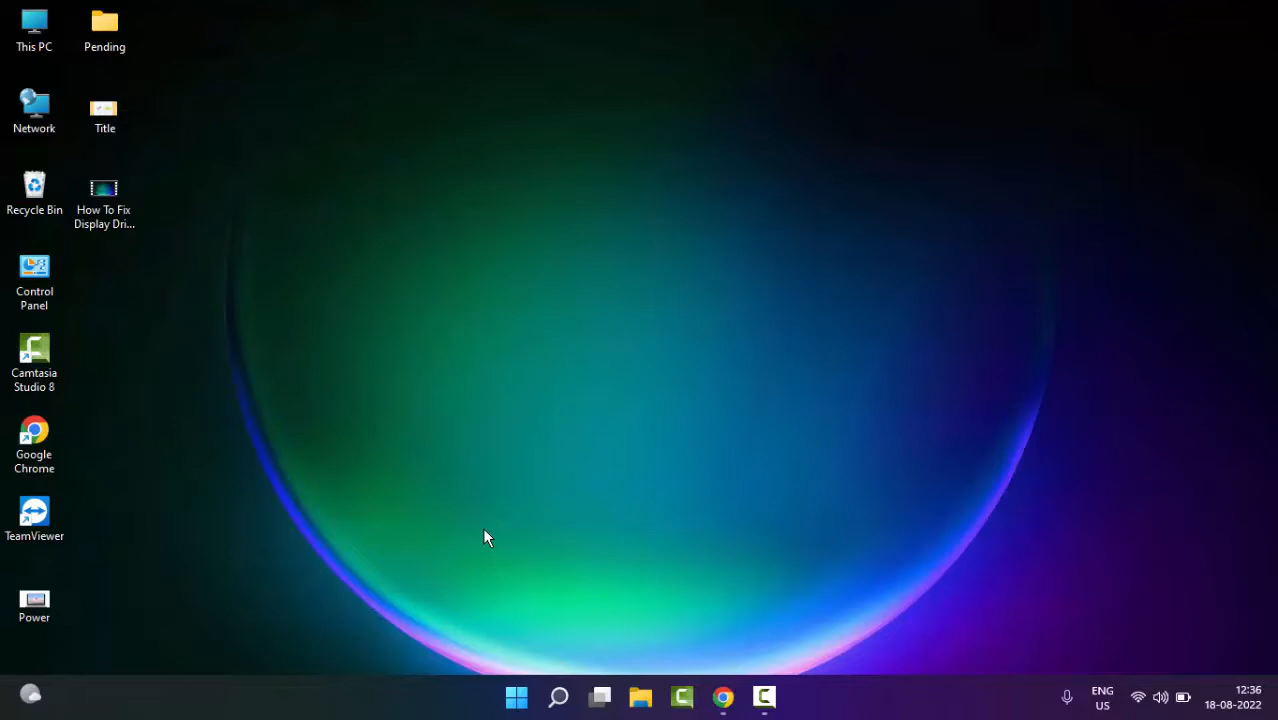 This PC
Pending
Network
Title
Recycle Bin
How To Fix
Display Dri...
Control
Panel
Camtasia
Studio 8
Google
Chrome
TeamViewer
Power
ENG
US
12:36
18-08-2022